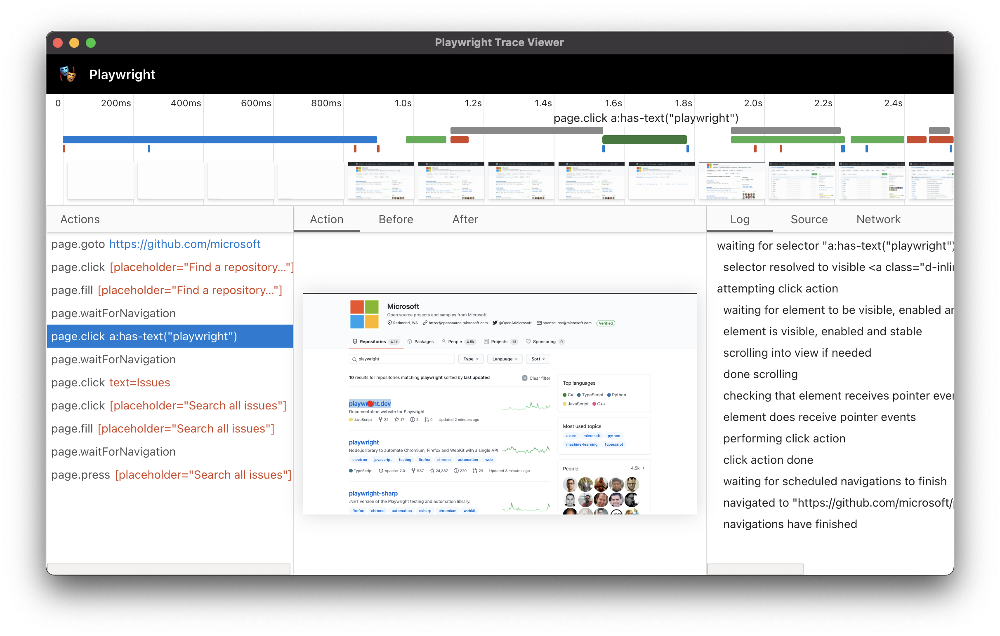 Playwright Trace Viewer
Playwright
0 200ms 400ms 600ms 800ms 1.0s 1.2s 1.4s 1.6s 1.8s 2.0s 2.2s 2.4s
page.click a:has-text("playwright")
Actions
page.goto https://github.com/microsoft
page.click [placeholder="Find a repository..."]
page.fill [placeholder="Find a repository..."]
page.waitForNavigation
page.click a:has-text("playwright")
page.waitForNavigation
page.click text=Issues
page.click [placeholder="Search all issues"]
page.fill [placeholder="Search all issues"]
page.waitForNavigation
page.press [placeholder="Search all issues"]
Action Before After
Microsoft
Open source projects and samples from Microsoft
Redmond, WA https://opensource.microsoft.com @OpenAtMicrosoft opensource@microsoft.com Verified
Repositories 4.1k Packages People 4.5k Projects 13 Sponsoring 9
playwright Type Language Sort
10 results for repositories matching playwright sorted by last updated Clear filter
playwright.dev
Documentation website for Playwright
JavaScript 22 17 2 0 Updated 2 minutes ago
playwright
Node.js library to automate Chromium, Firefox and WebKit with a single API
electron javascript testing firefox chrome automation web
TypeScript Apache-2.0 987 24,337 220 23 Updated 3 minutes ago
playwright-sharp
.NET version of the Playwright testing and automation library.
firefox chrome automation csharp chromium webkit
Top languages
C# TypeScript Python
JavaScript C++
Most used topics
azure microsoft python
machine-learning typescript
People 4.5k
Log Source Network
waiting for selector "a:has-text("playwright")
selector resolved to visible <a class="d-inli
attempting click action
waiting for element to be visible, enabled an
element is visible, enabled and stable
scrolling into view if needed
done scrolling
checking that element receives pointer eve
element does receive pointer events
performing click action
click action done
waiting for scheduled navigations to finish
navigated to "https://github.com/microsoft/
navigations have finished